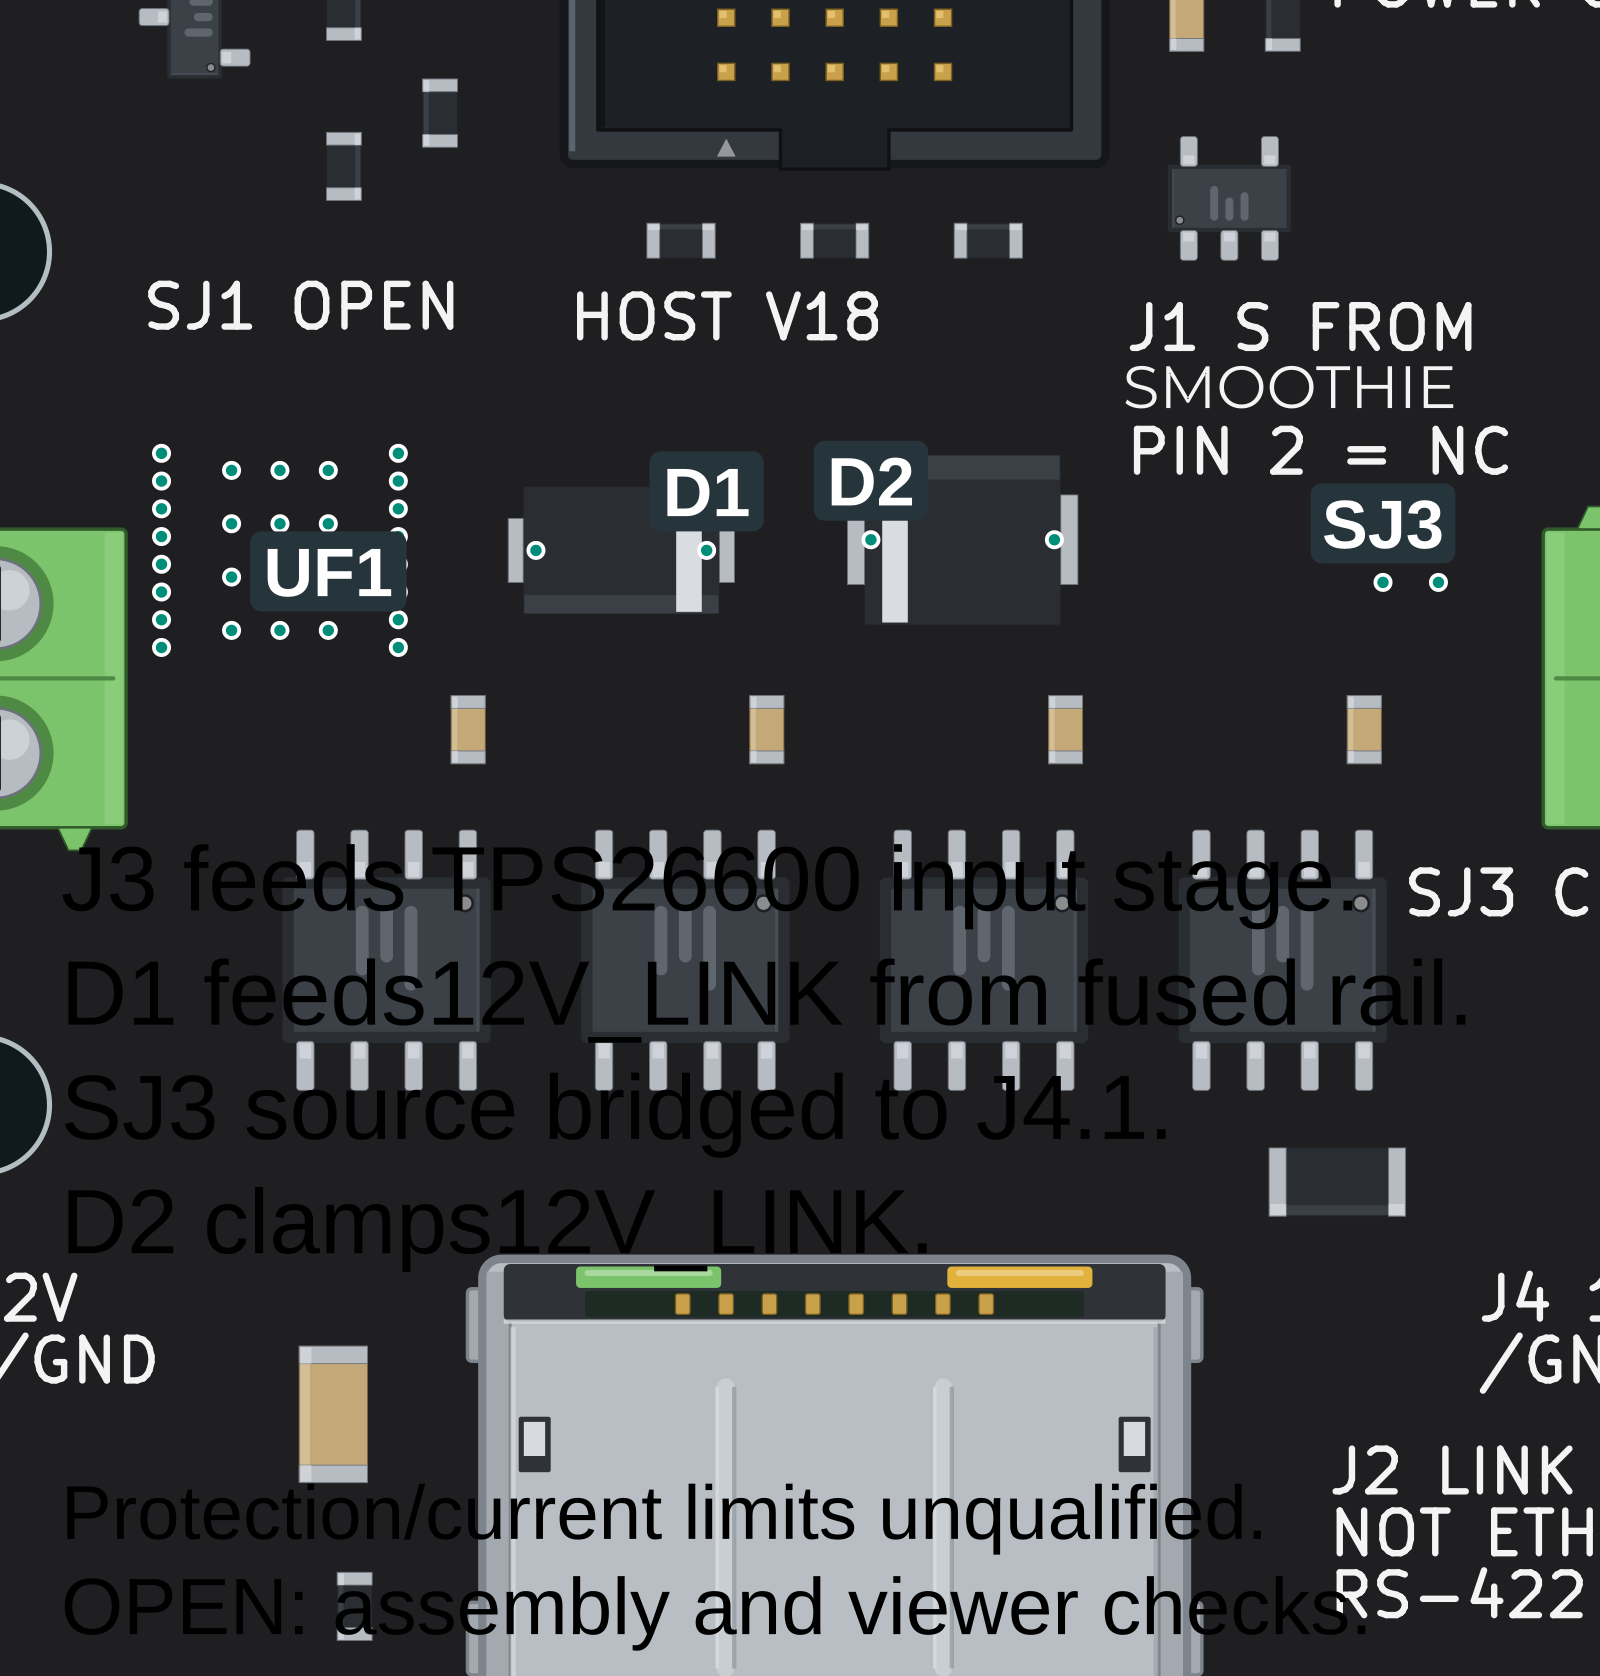 SJ1 OPEN
HOST V18
J1 S FROM
SMOOTHIE
PIN 2 = NC
D1
D2
SJ3
UF1
J3 feeds TPS26600 input stage.
SJ3 C
D1 feeds12V_LINK from fused rail.
SJ3 source bridged to J4.1.
D2 clamps12V_LINK.
2V
/GND
J4 1
/GN
J2 LINK
NOT ETH
RS-422
Protection/current limits unqualified.
OPEN: assembly and viewer checks.